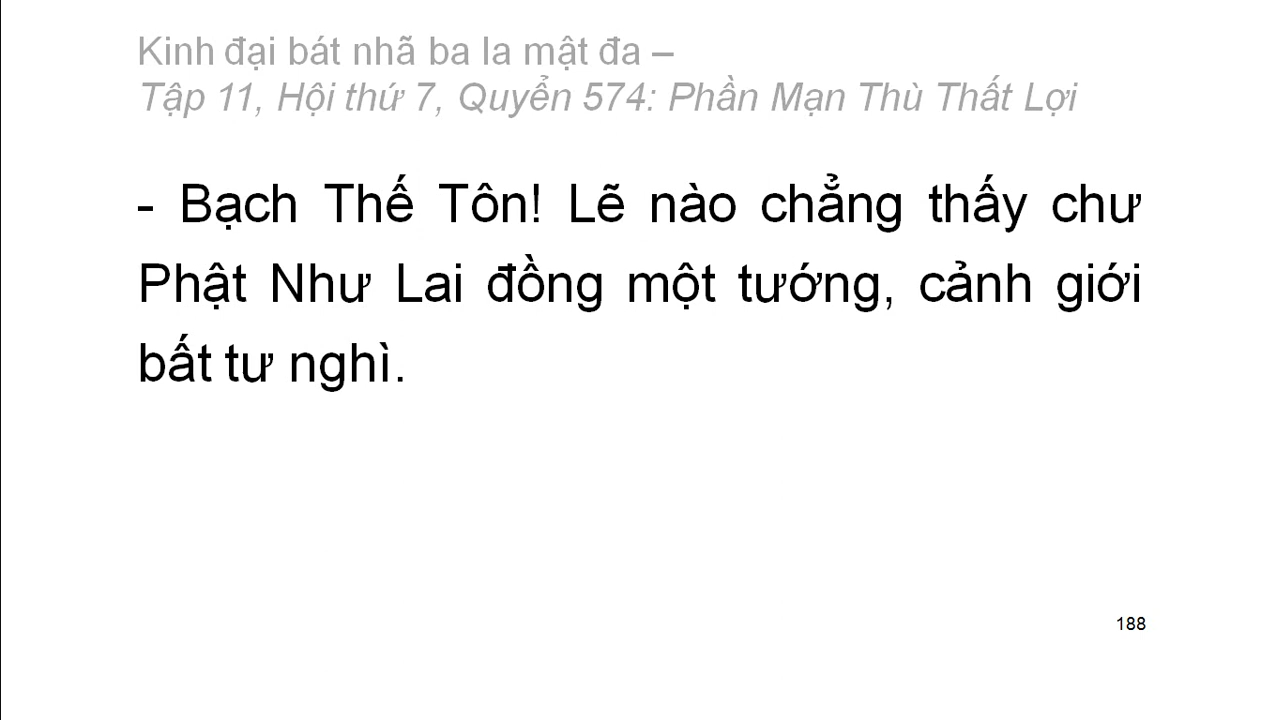 Kinh đại bát nhã ba la mật đa –
Tập 11, Hội thứ 7, Quyển 574: Phần Mạn Thù Thất Lợi
- Bạch Thế Tôn! Lẽ nào chẳng thấy chư
Phật Như Lai đồng một tướng, cảnh giới
bất tư nghì.
188